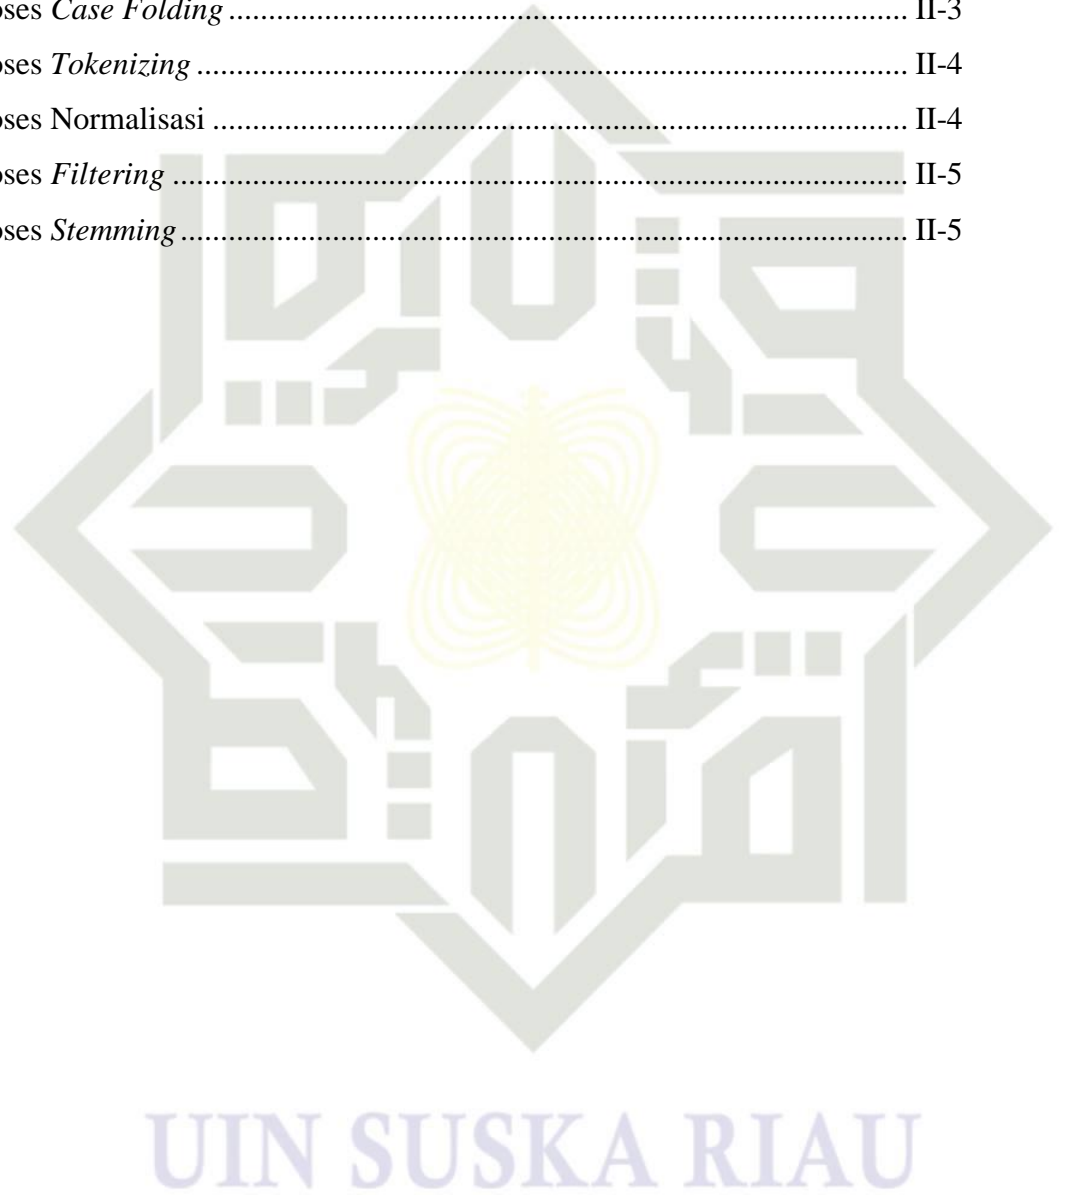 oses Case Folding ........................................................................................ II-3
oses Tokenizing ............................................................................................ II-4
oses Normalisasi .......................................................................................... II-4
oses Filtering ............................................................................................... II-5
oses Stemming .............................................................................................. II-5
UIN SUSKA RIAU